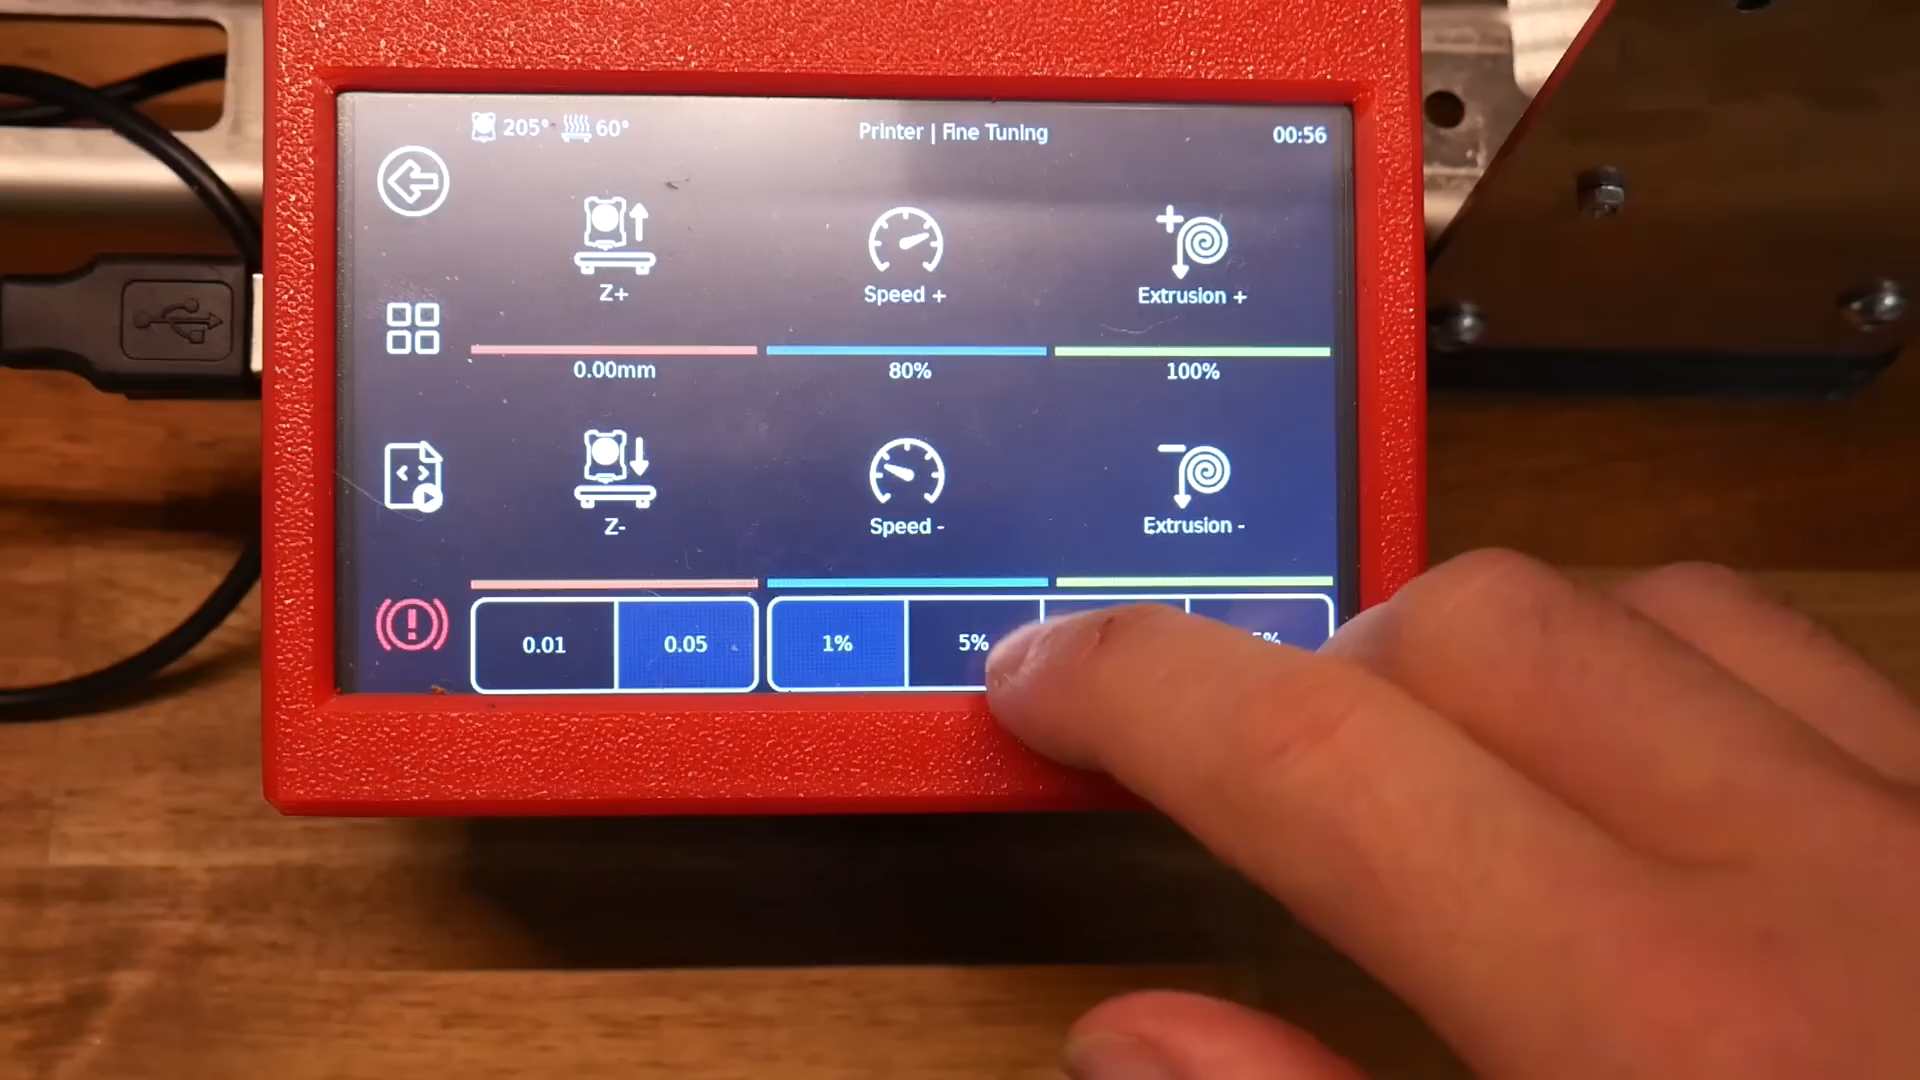 205° 60° Printer | Fine Tuning 00:56
Z+ Speed + Extrusion +
0.00mm 80% 100%
Z- Speed - Extrusion -
0.01 0.05 1% 5%